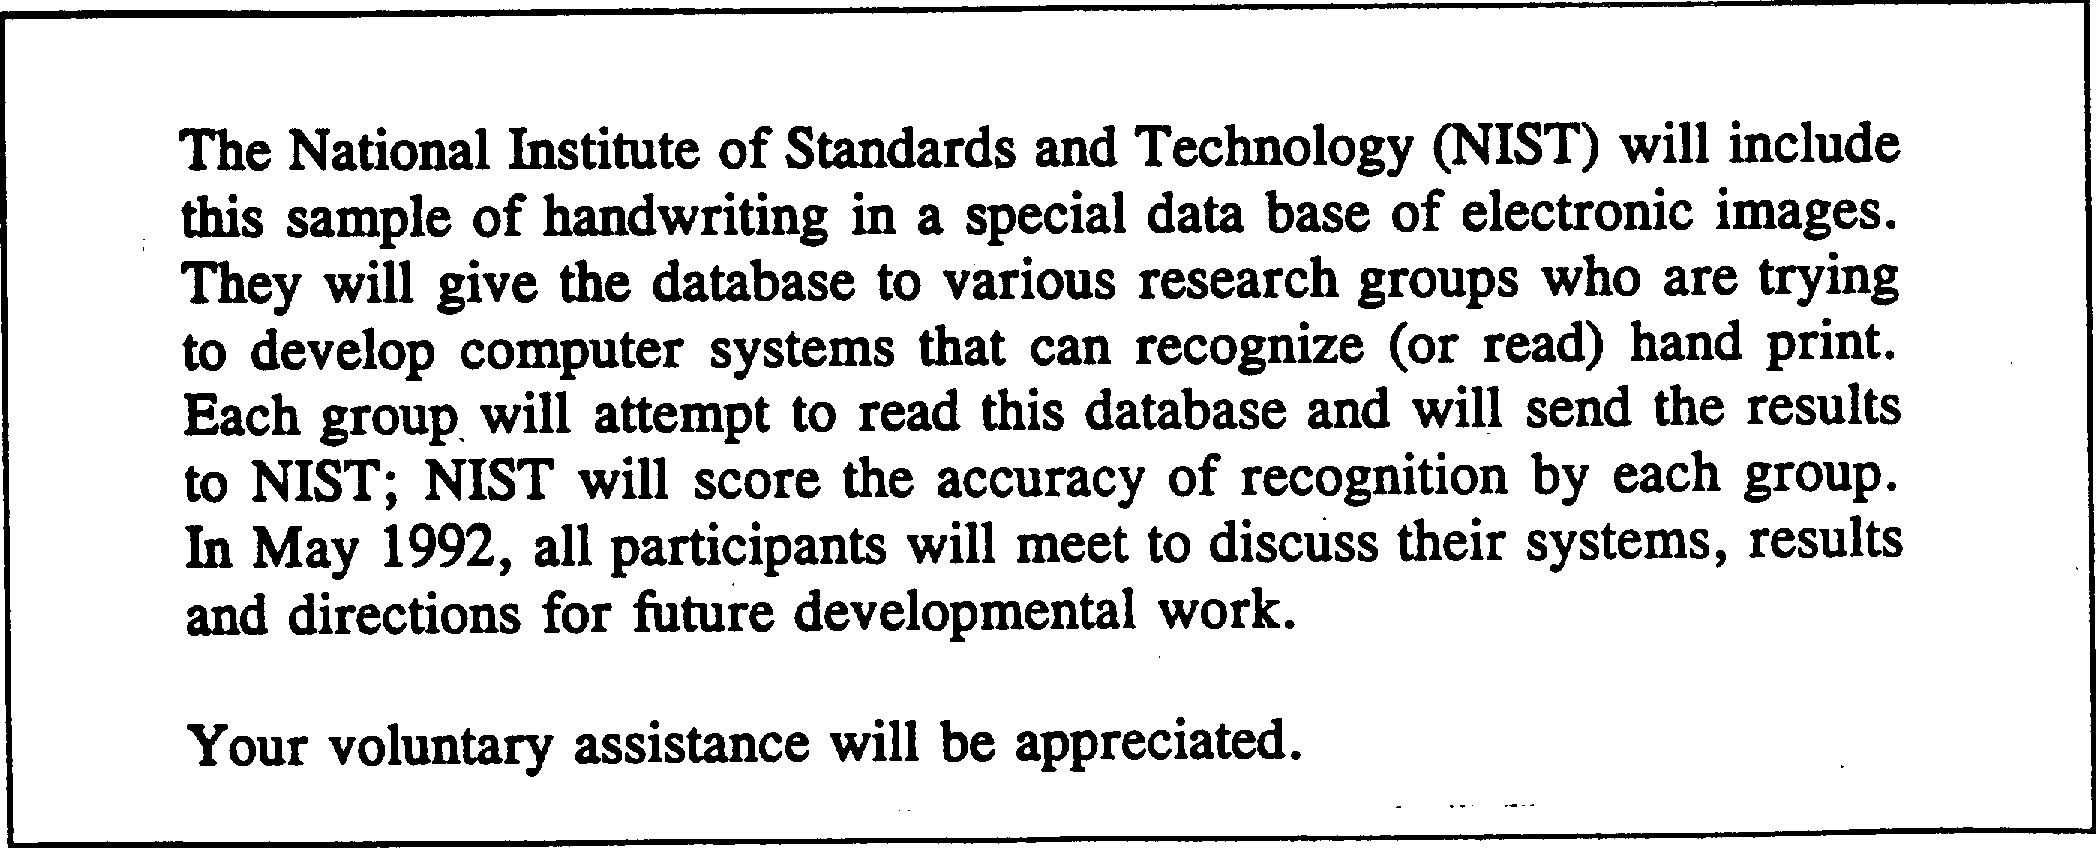 The National Institute of Standards and Technology (NIST) will include
this sample of handwriting in a special data base of electronic images.
They will give the database to various research groups who are trying
to develop computer systems that can recognize (or read) hand print.
Each group will attempt to read this database and will send the results
to NIST; NIST will score the accuracy of recognition by each group.
In May 1992, all participants will meet to discuss their systems, results
and directions for future developmental work.
Your voluntary assistance will be appreciated.